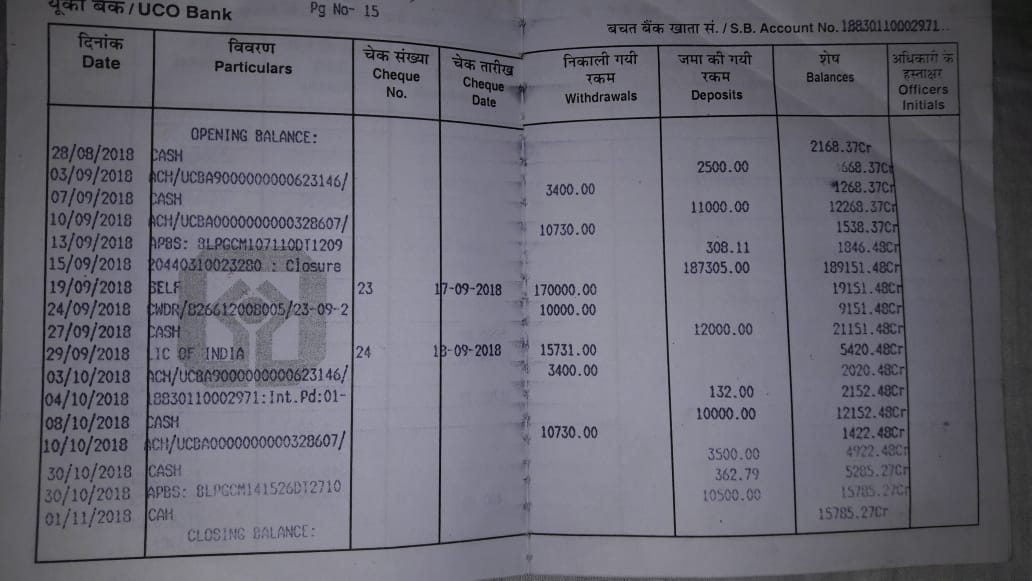 यूको बैंक / UCO Bank Pg No- 15
बचत बैंक खाता सं. / S.B. Account No. 18830110002971..
दिनांक विवरण चेक संख्या चेक तारीख निकाली गयी जमा की गयी शेष अधिकारी के
Date Particulars Cheque Cheque रकम रकम Balances हस्ताक्षर
No. Date Withdrawals Deposits Officers
Initials
OPENING BALANCE: 2168.37Cr
28/08/2018 CASH 2500.00 668.37Cr
03/09/2018 ACH/UCBA9000000000623146/ 3400.00 1268.37Cr
07/09/2018 CASH 11000.00 12268.37Cr
10/09/2018 ACH/UCBA0000000000328607/ 10730.00 1538.37Cr
13/09/2018 APBS: BLPGCM107110DT1209 308.11 1846.48Cr
15/09/2018 20440310023280 : Closure 187305.00 189151.48Cr
19/09/2018 SELF 23 17-09-2018 170000.00 19151.48Cr
24/09/2018 CWDR/826612008005/23-09-2 10000.00 9151.48Cr
27/09/2018 CASH 12000.00 21151.48Cr
29/09/2018 LIC OF INDIA 24 18-09-2018 15731.00 5420.48Cr
03/10/2018 ACH/UCBA9000000000623146/ 3400.00 2020.48Cr
04/10/2018 18830110002971:Int.Pd:01- 132.00 2152.48Cr
08/10/2018 CASH 10000.00 12152.48Cr
10/10/2018 ACH/UCBA0000000000328607/ 10730.00 1422.48Cr
30/10/2018 CASH 3500.00 4922.48Cr
30/10/2018 APBS: BLPGCM141526DT2710 362.79 5285.27Cr
01/11/2018 CAH 10500.00 15785.27Cr
CLOSING BALANCE: 15785.27Cr